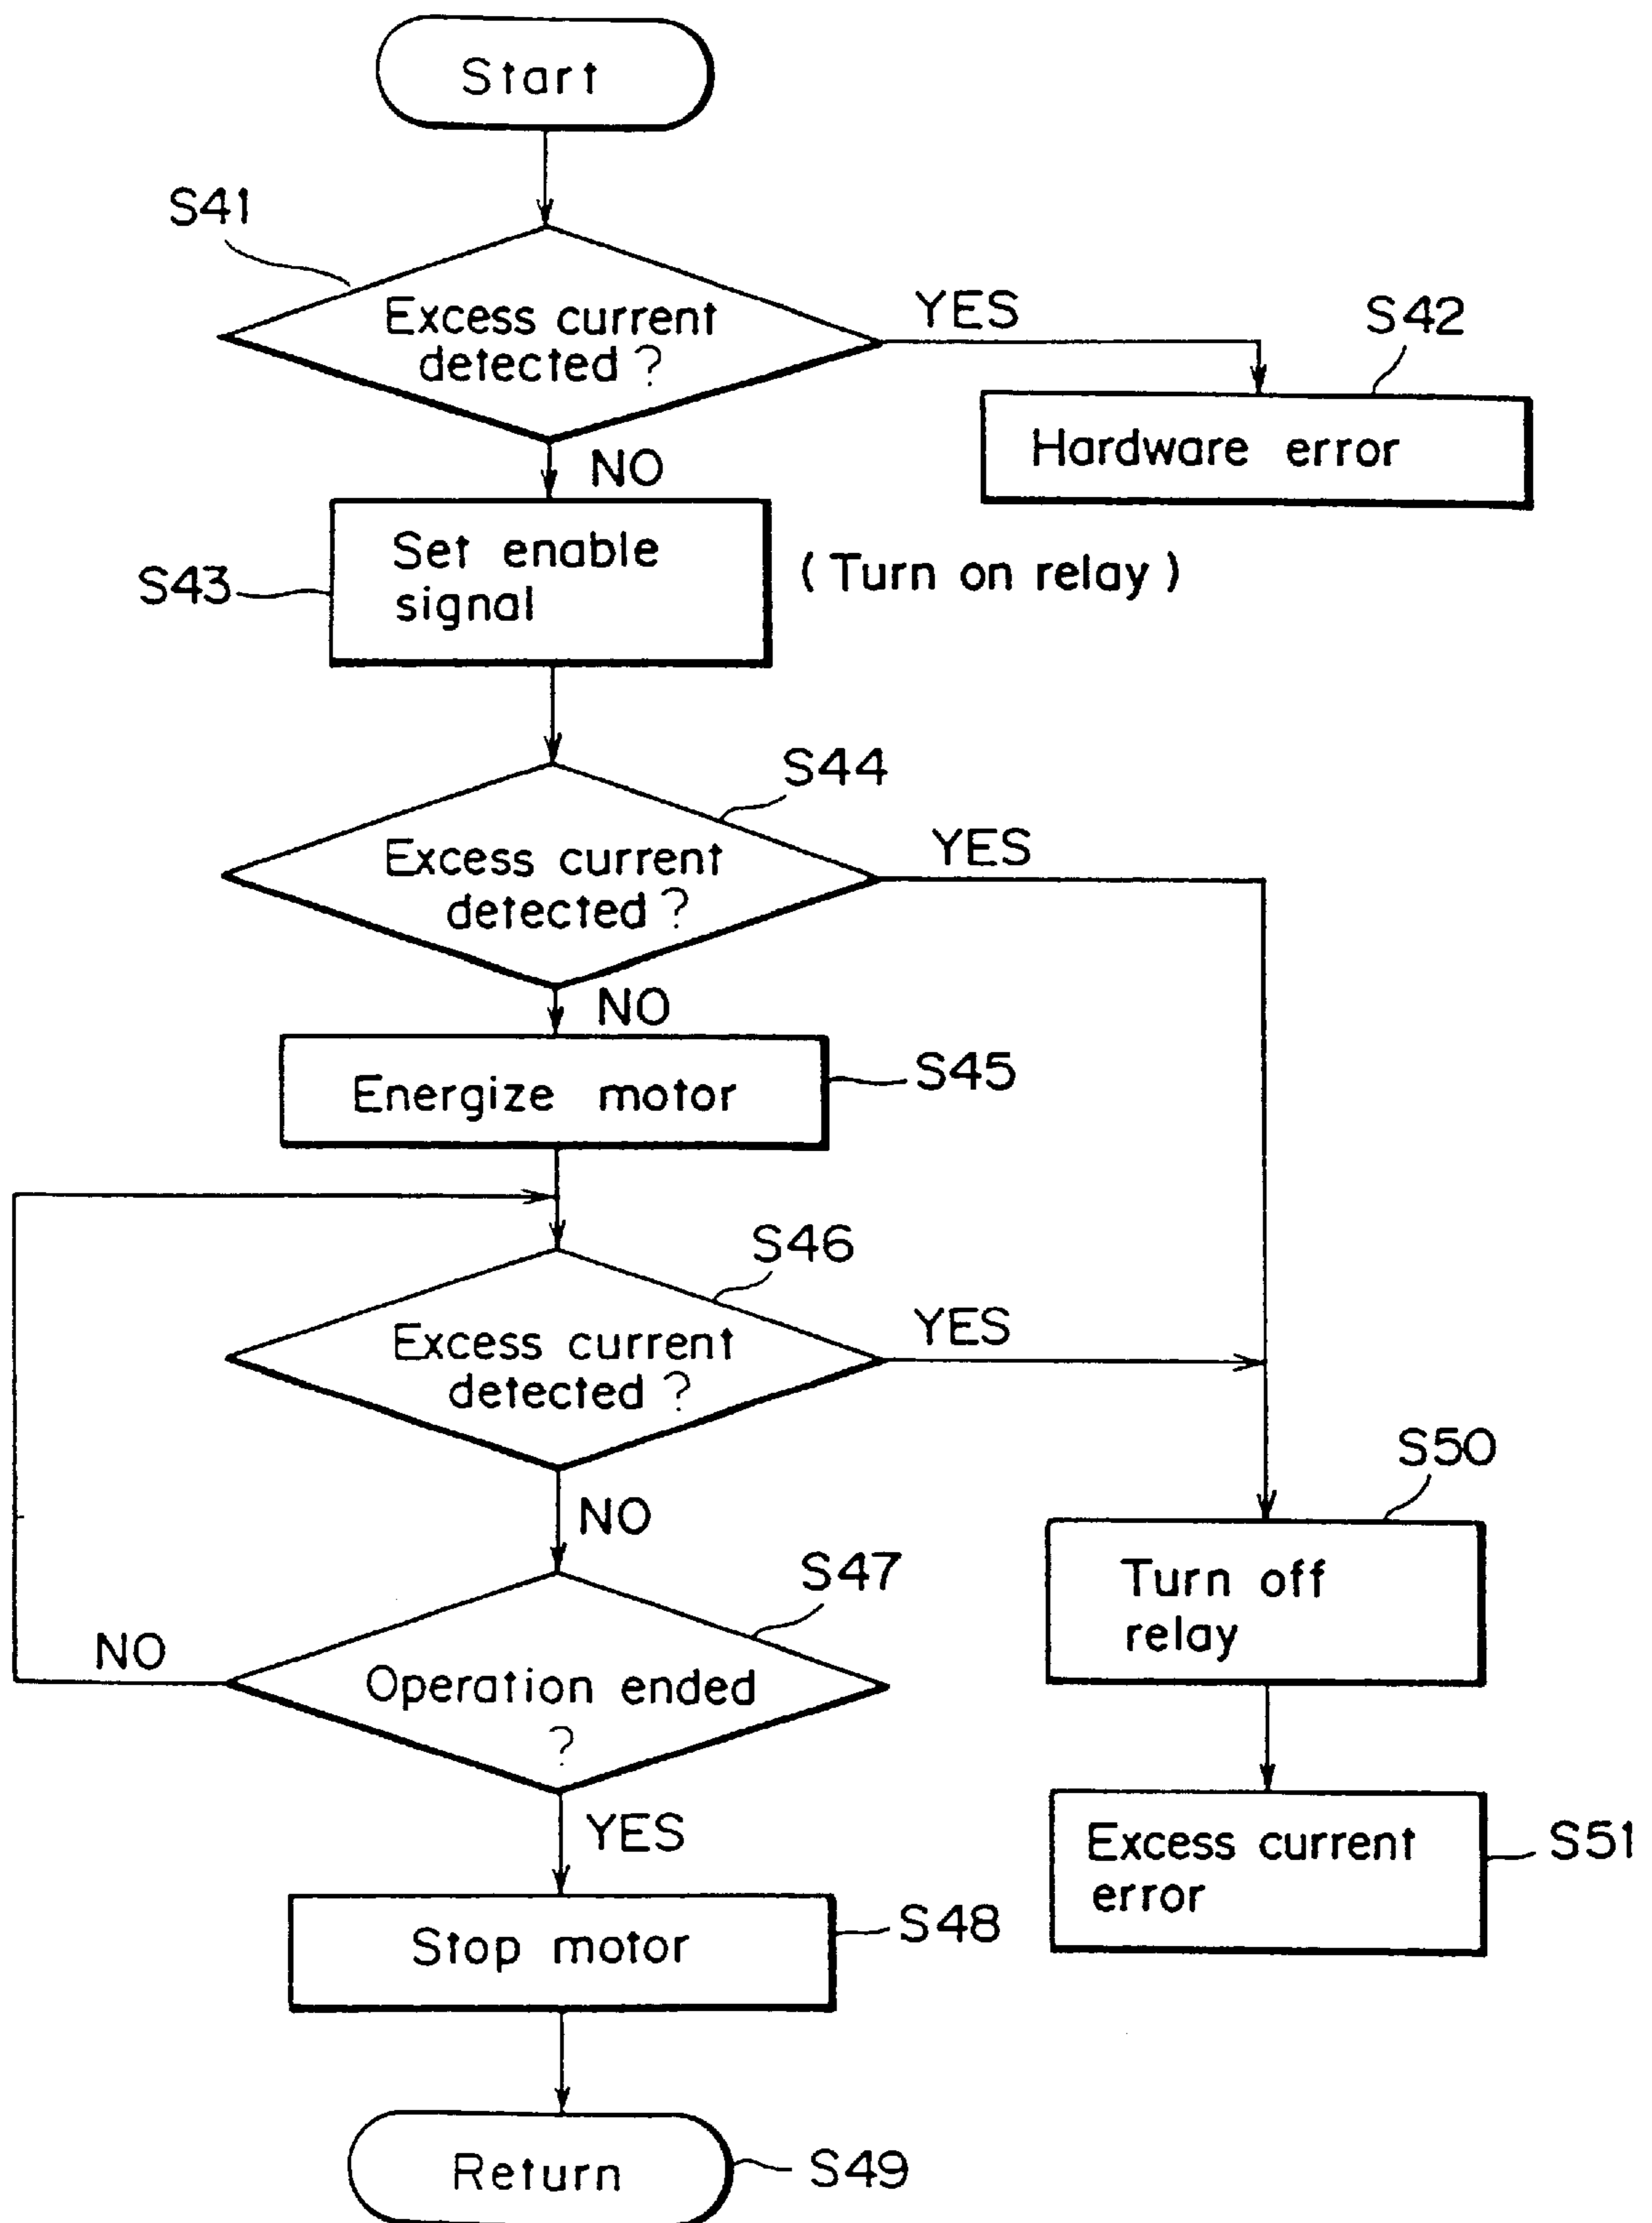 Start
S41
Excess current
detected ?
YES
S42
Hardware error
NO
Set enable
signal
(Turn on relay)
S43
S44
Excess current
detected ?
YES
NO
Energize motor
S45
S46
Excess current
detected ?
YES
NO
S50
Turn off
relay
S47
Operation ended
?
NO
YES
Excess current
error
S51
Stop motor
S48
Return
S49